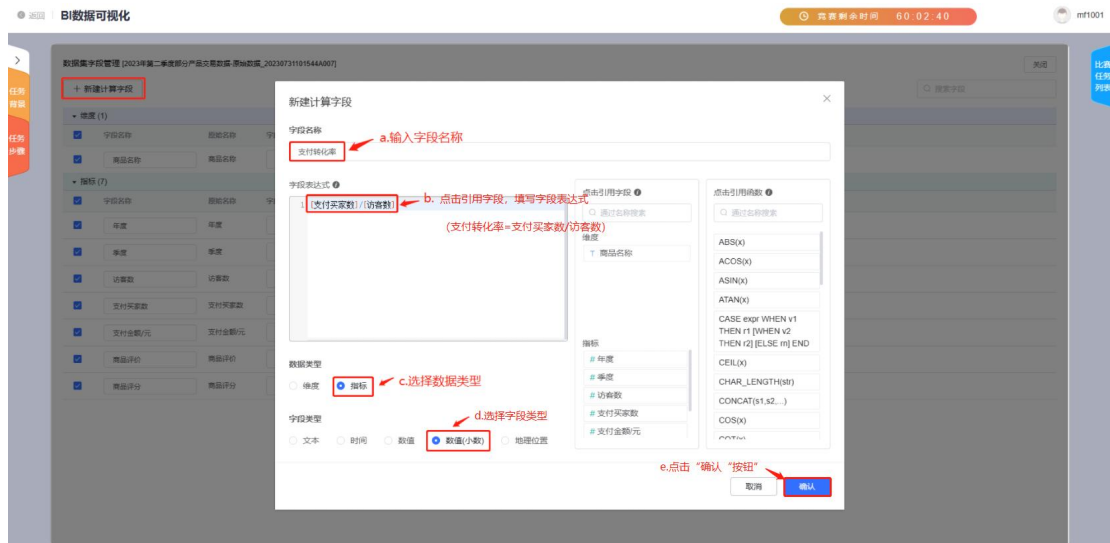 返回 BI数据可视化
竞赛剩余时间 60:02:40
mf1001
任务背景
任务步骤
比赛任务列表
数据集字段管理 [2023年第二季度部分产品交易数据-原始数据_20230731101544A007]
关闭
+ 新建计算字段
搜索字段
维度 (1)
字段名称 原始名称
商品名称 商品名称
指标 (7)
字段名称 原始名称
年度 年度
季度 季度
访客数 访客数
支付买家数 支付买家数
支付金额/元 支付金额/元
商品评价 商品评价
商品评分 商品评分
新建计算字段
字段名称
a.输入字段名称
支付转化率
字段表达式
1 [支付买家数]/[访客数]
b. 点击引用字段，填写字段表达式
(支付转化率=支付买家数/访客数)
点击引用字段
通过名称搜索
维度
T 商品名称
指标
# 年度
# 季度
# 访客数
# 支付买家数
# 支付金额/元
点击引用函数
通过名称搜索
ABS(x)
ACOS(x)
ASIN(x)
ATAN(x)
CASE expr WHEN v1
THEN r1 [WHEN v2
THEN r2] [ELSE rn] END
CEIL(x)
CHAR_LENGTH(str)
CONCAT(s1,s2,...)
COS(x)
COT(x)
数据类型
维度 指标
c.选择数据类型
字段类型
d.选择字段类型
文本 时间 数值 数值(小数) 地理位置
e.点击“确认“按钮”
取消 确认